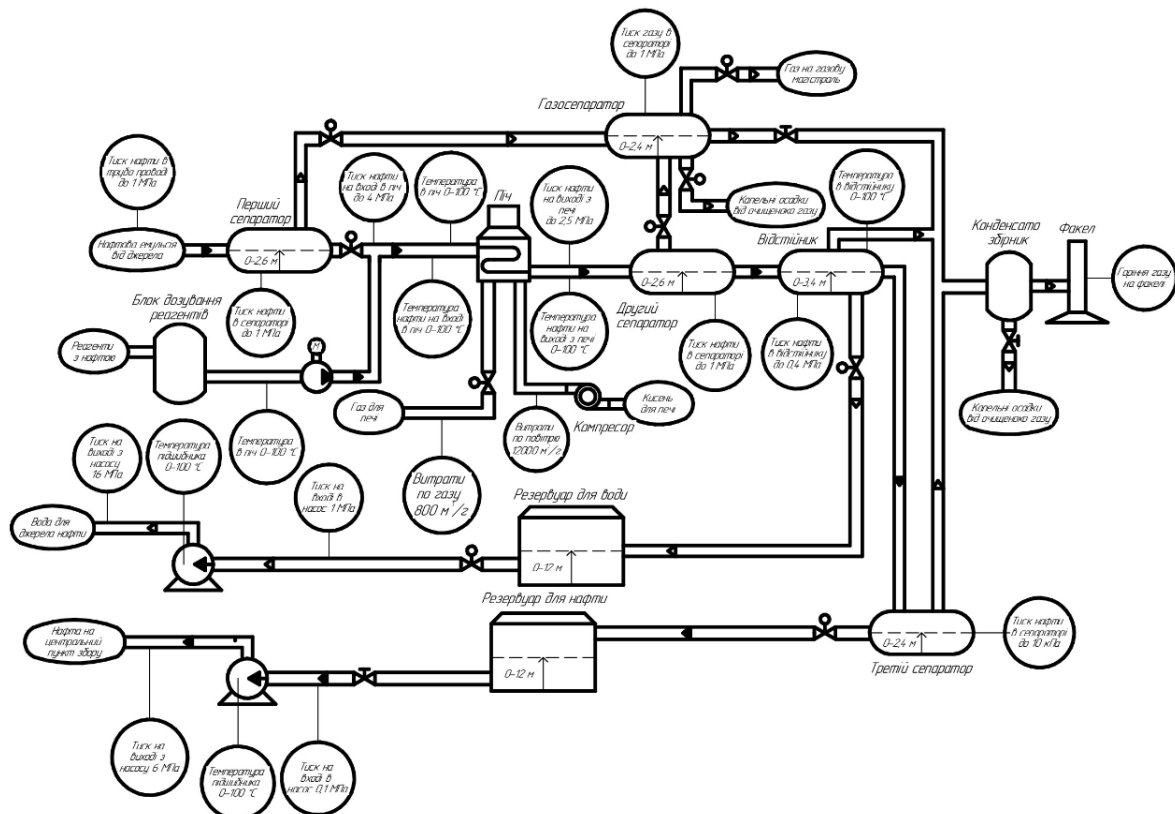 Тиск газу в
сепараторі
до 1 МПа
Газ на газову
магістраль
Газосепаратор
0-2,4 м
Тиск нафти в
трубо проводі
до 1 МПа
Тиск нафти
на вході в піч
до 4 МПа
Температура
в піч 0-100 °С
Піч
Тиск нафти
на виході з
печі
до 2,5 МПа
Температура
в відстійнику
0-100 °С
Капельні осадки
від очищеного газу
Перший
сепаратор
Нафтова емульсія
від джерела
0-2,6 м
Відстійник
0-2,6 м
0-3,4 м
Конденсато
збірник
Факел
Горіння газу
на факелі
Блок дозування
реагентів
Тиск нафти
в сепараторі
до 1 МПа
Температура
нафти на вході в
піч 0-100 °С
Температура
нафти на
виході з печі
0-100 °С
Другий
сепаратор
Тиск нафти
в сепараторі
до 1 МПа
Тиск нафти
в відстійнику
до 0,4 МПа
Реагенти
з нафтою
М
Газ для
печі
Кисень
для печі
Компресор
Капельні осадки
від очищеного газу
Тиск на
виході з
насосу
16 МПа
Температура
підшибника
0-100 °С
Температура
в піч 0-100 °С
Витрати
по повітрю
12000 м³/г
Витрати
по газу
800 м³/г
Тиск на
вході в
насос 1 МПа
Резервуар для води
Вода для
джерела нафти
0-12 м
Резервуар для нафти
Нафта на
центральний
пункт збору
0-12 м
0-2,4 м
Тиск нафти
в сепараторі
до 10 кПа
Третій сепаратор
Тиск на
виході з
насосу 6 МПа
Температура
підшибника
0-100 °С
Тиск на
вході в
насос 0,1 МПа